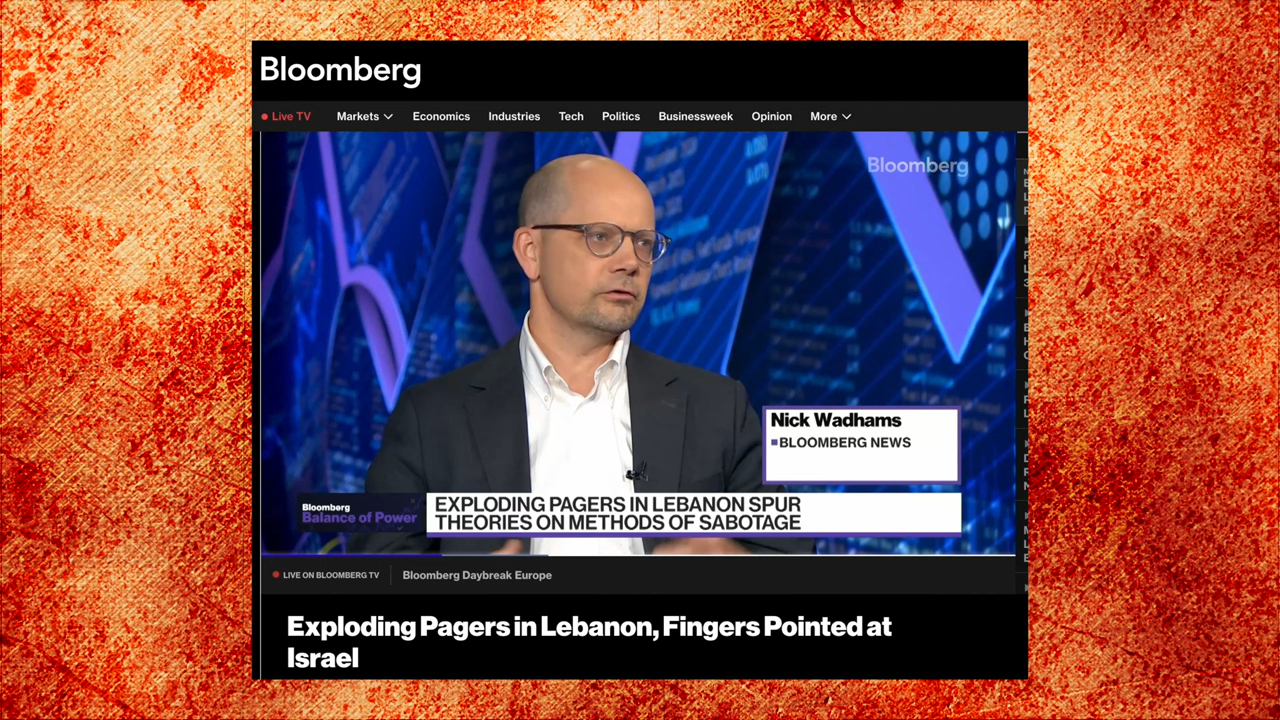 Bloomberg
Live TV Markets Economics Industries Tech Politics Businessweek Opinion More
Bloomberg
Nick Wadhams
BLOOMBERG NEWS
Bloomberg
Balance of Power
EXPLODING PAGERS IN LEBANON SPUR
THEORIES ON METHODS OF SABOTAGE
LIVE ON BLOOMBERG TV Bloomberg Daybreak Europe
Exploding Pagers in Lebanon, Fingers Pointed at
Israel